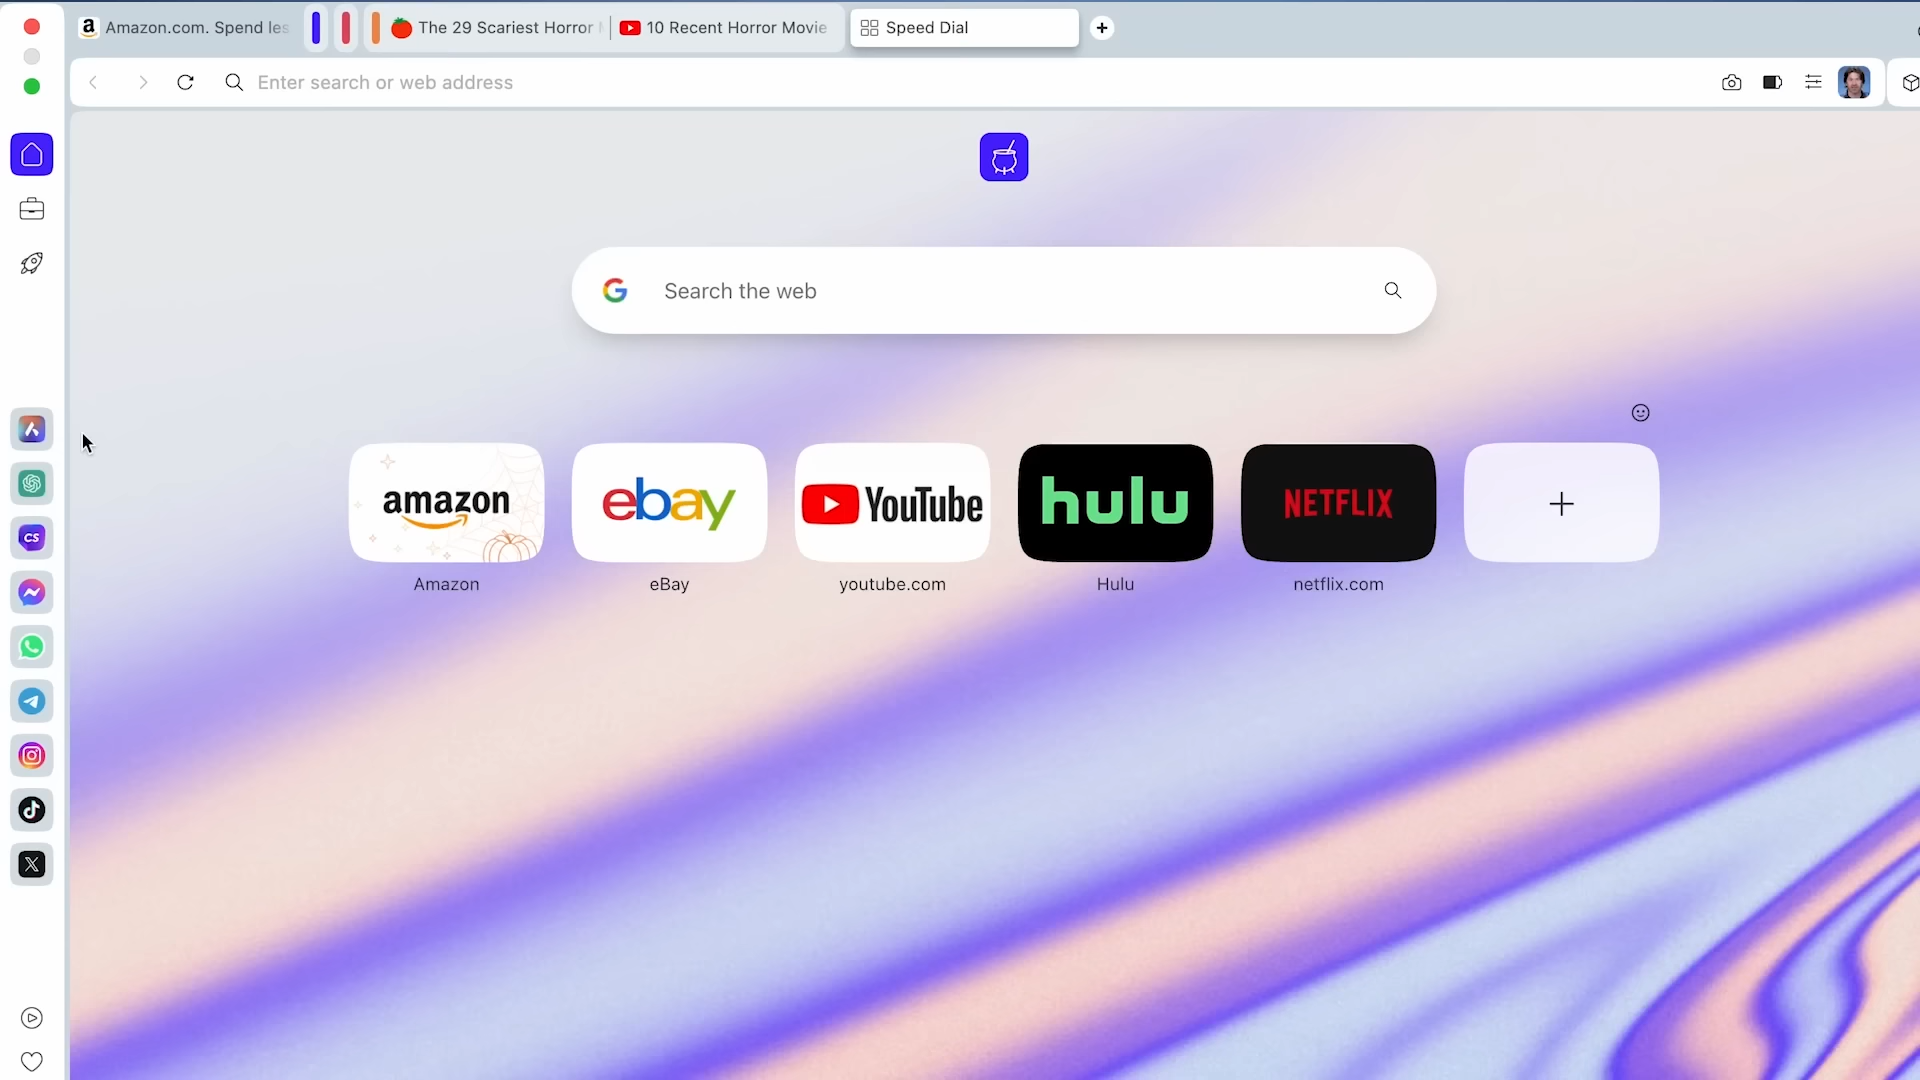 Amazon.com. Spend les
The 29 Scariest Horror
10 Recent Horror Movie
Speed Dial
Enter search or web address
Search the web
CS
amazon
ebay
YouTube
hulu
NETFLIX
Amazon
eBay
youtube.com
Hulu
netflix.com